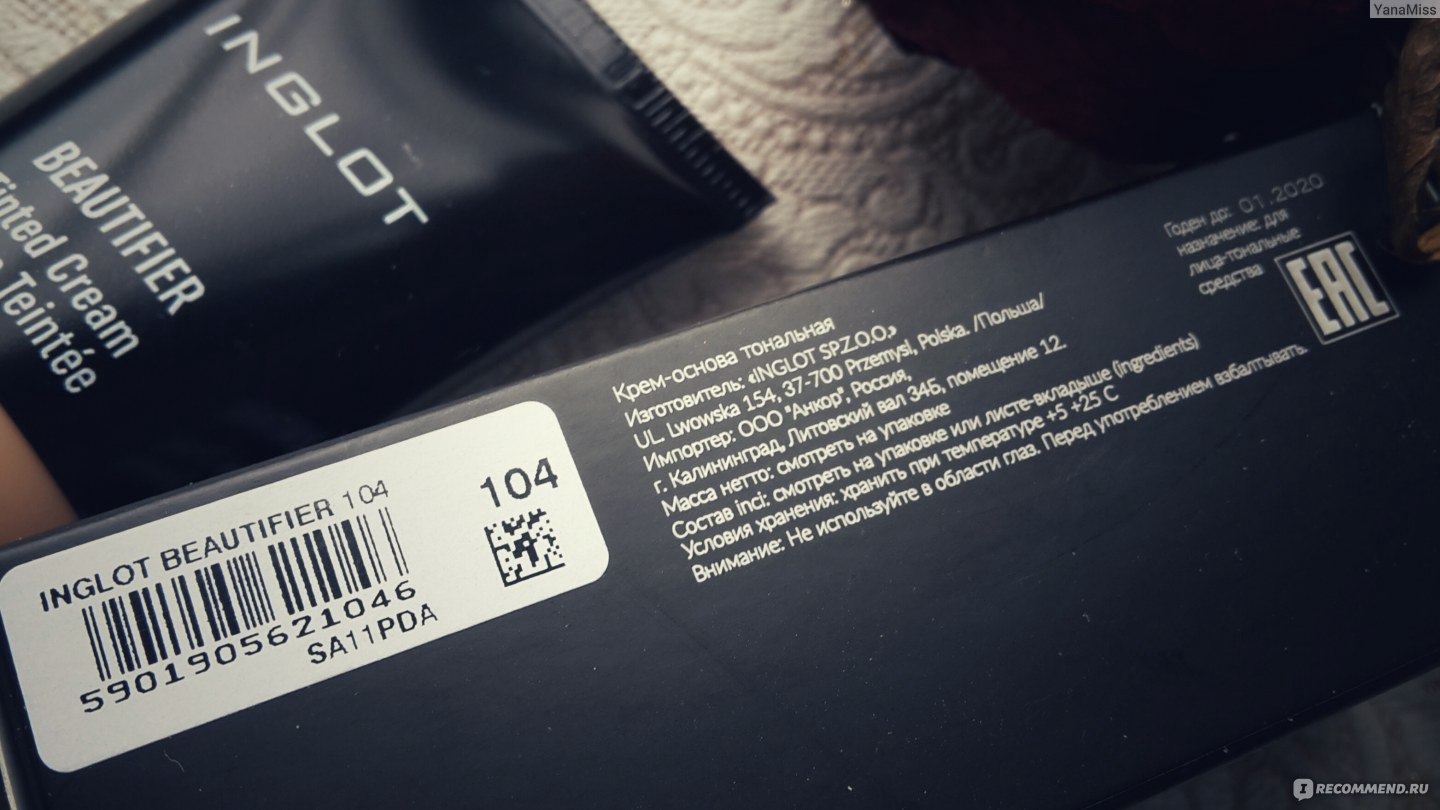 YanaMiss
INGLOT
BEAUTIFIER
Tinted Cream
Teintée
Годен до: 01.2020
назначение: для
лица-тональные
средства
EAC
Крем-основа тональная
Изготовитель: «INGLOT SP.Z.O.O.»
UL. Lwowska 154, 37-700 Przemysl, Polska. /Польша/
Импортер: ООО "Анкор", Россия,
г. Калининград, Литовский вал 34Б, помещение 12.
Масса нетто: смотреть на упаковке
Состав inci: смотреть на упаковке или листе-вкладыше (ingredients)
Условия хранения: хранить при температуре +5 +25 С
Внимание: Не используйте в области глаз. Перед употреблением взбалтывать.
INGLOT BEAUTIFIER 104
104
5901905621046
SA11PDA
IRECOMMEND.RU